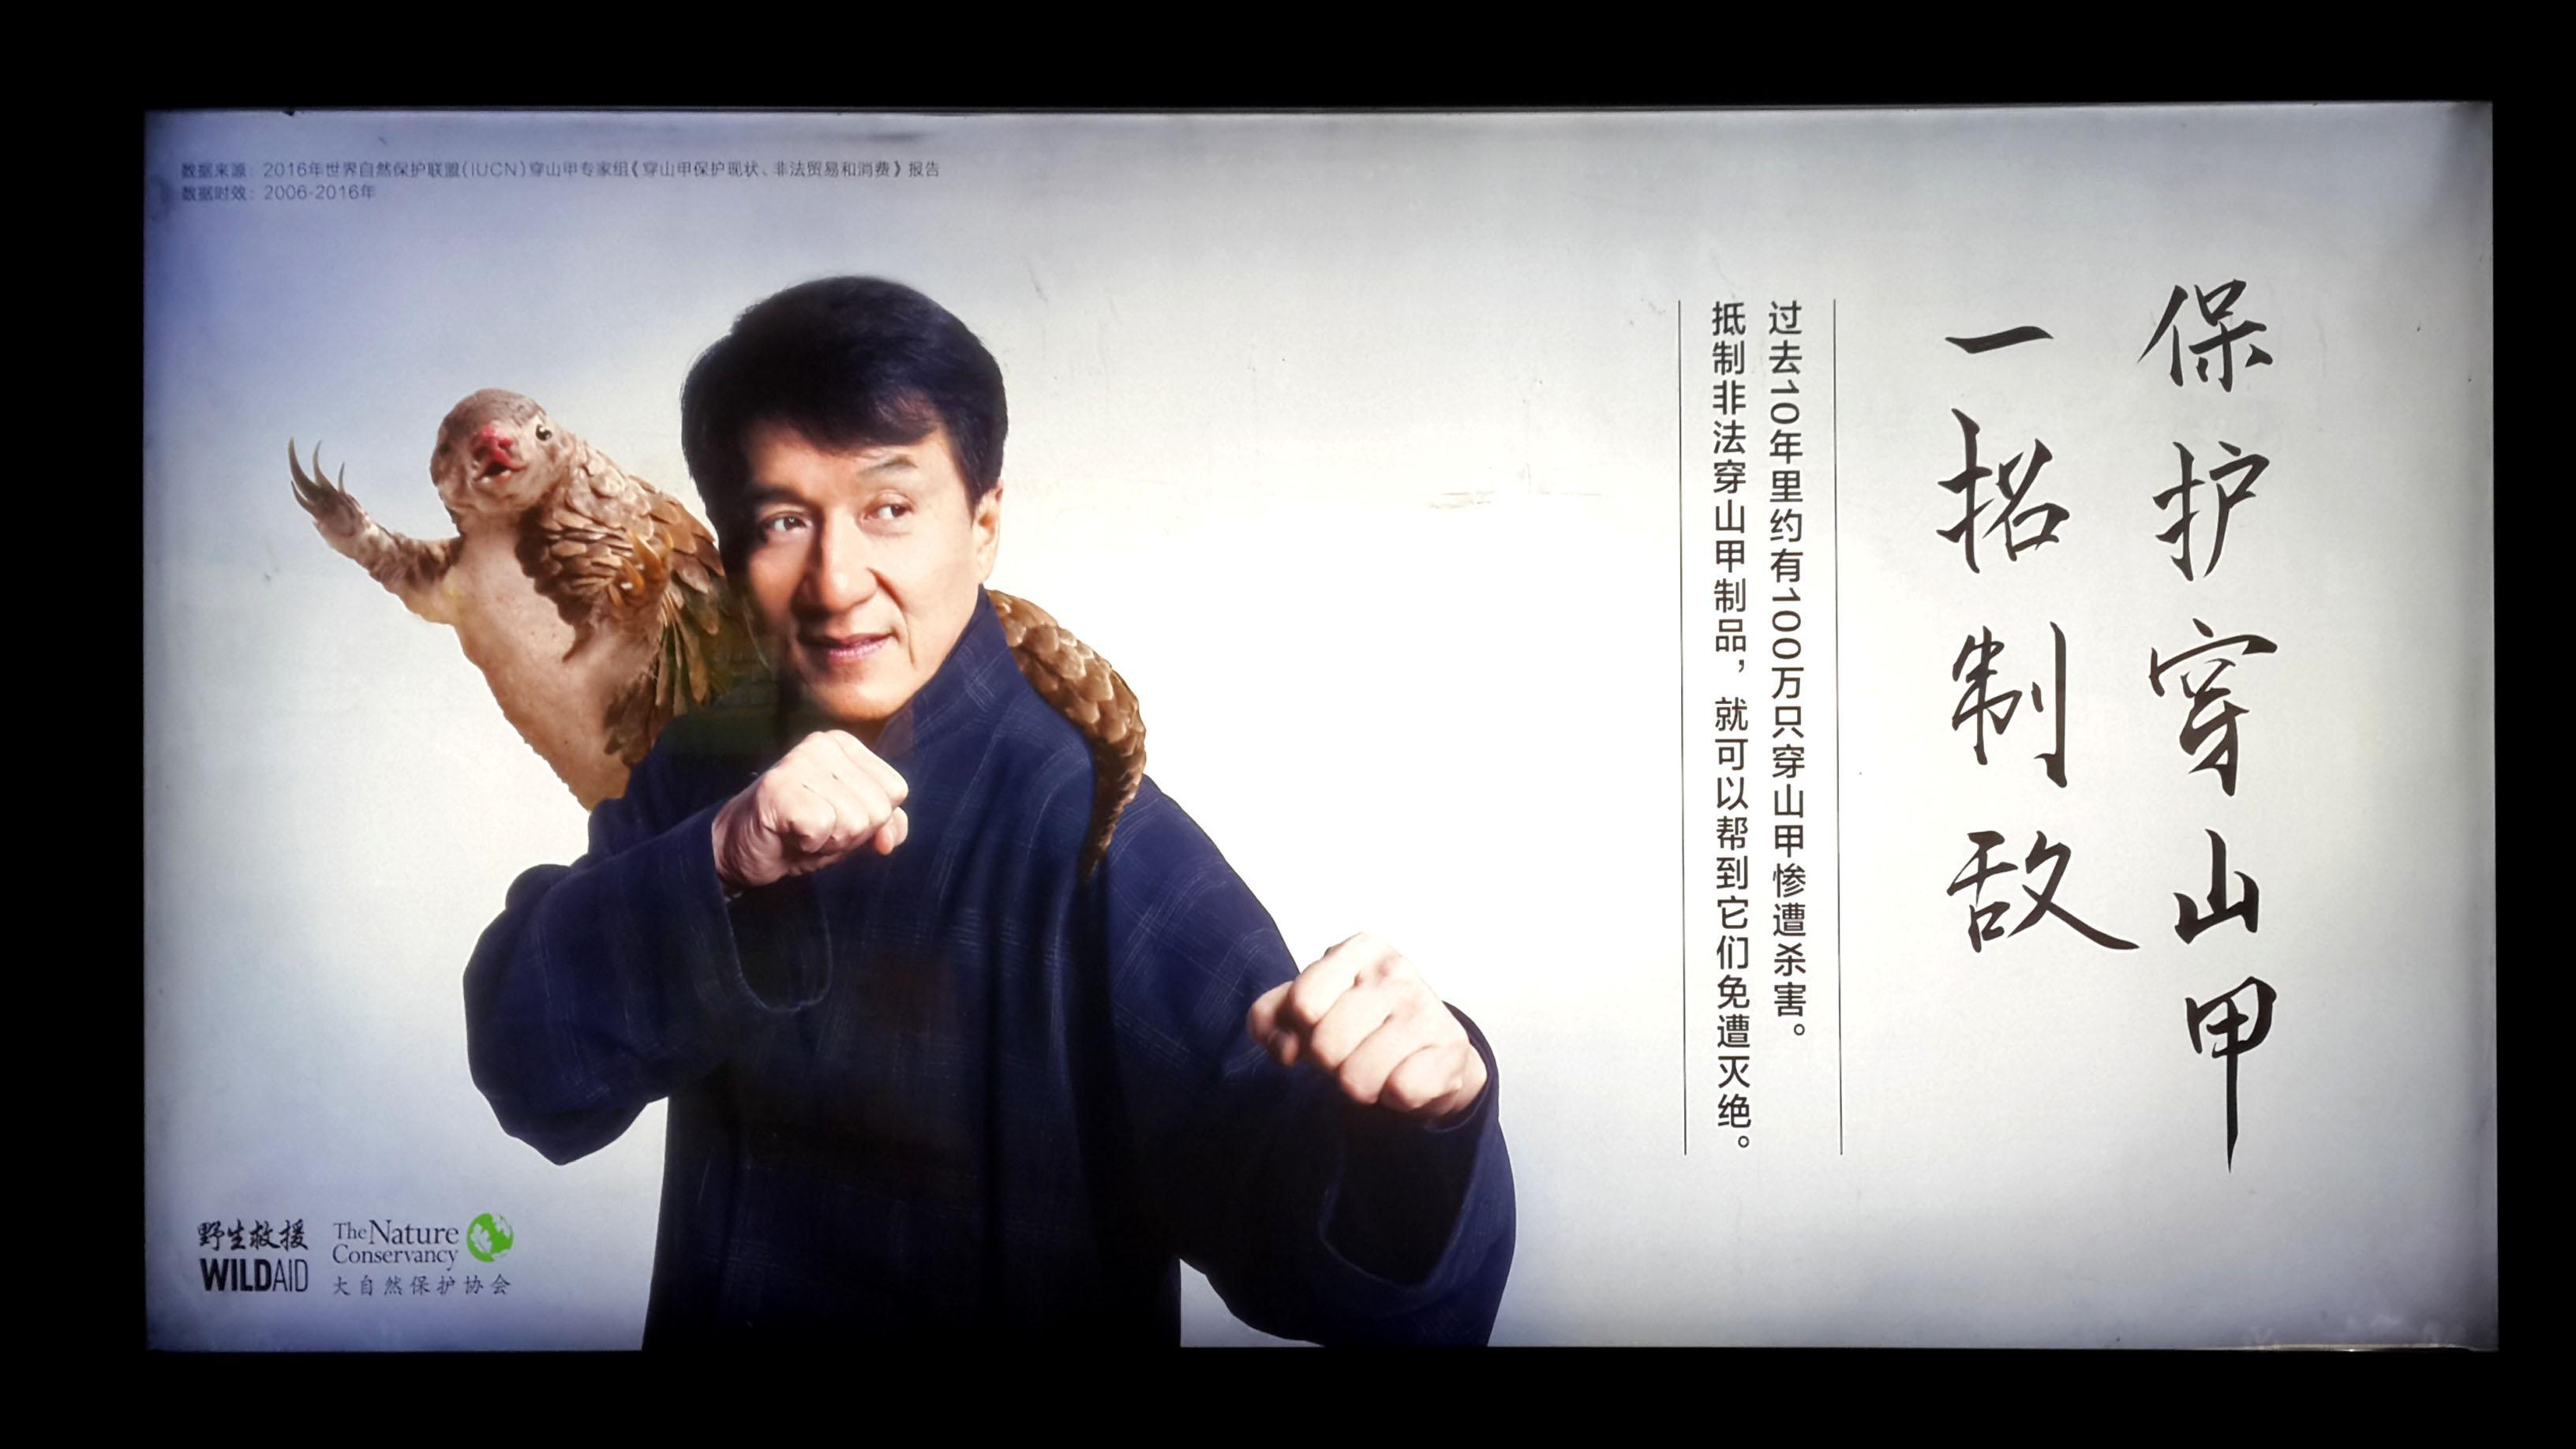 数据来源：2016年世界自然保护联盟（IUCN）穿山甲专家组《穿山甲保护现状、非法贸易和消费》报告
数据时效：2006-2016年
保护穿山甲
一招制敌
过去10年里约有100万只穿山甲惨遭杀害。
抵制非法穿山甲制品，就可以帮到它们免遭灭绝。
野生救援
WILDAID
The Nature
Conservancy
大自然保护协会